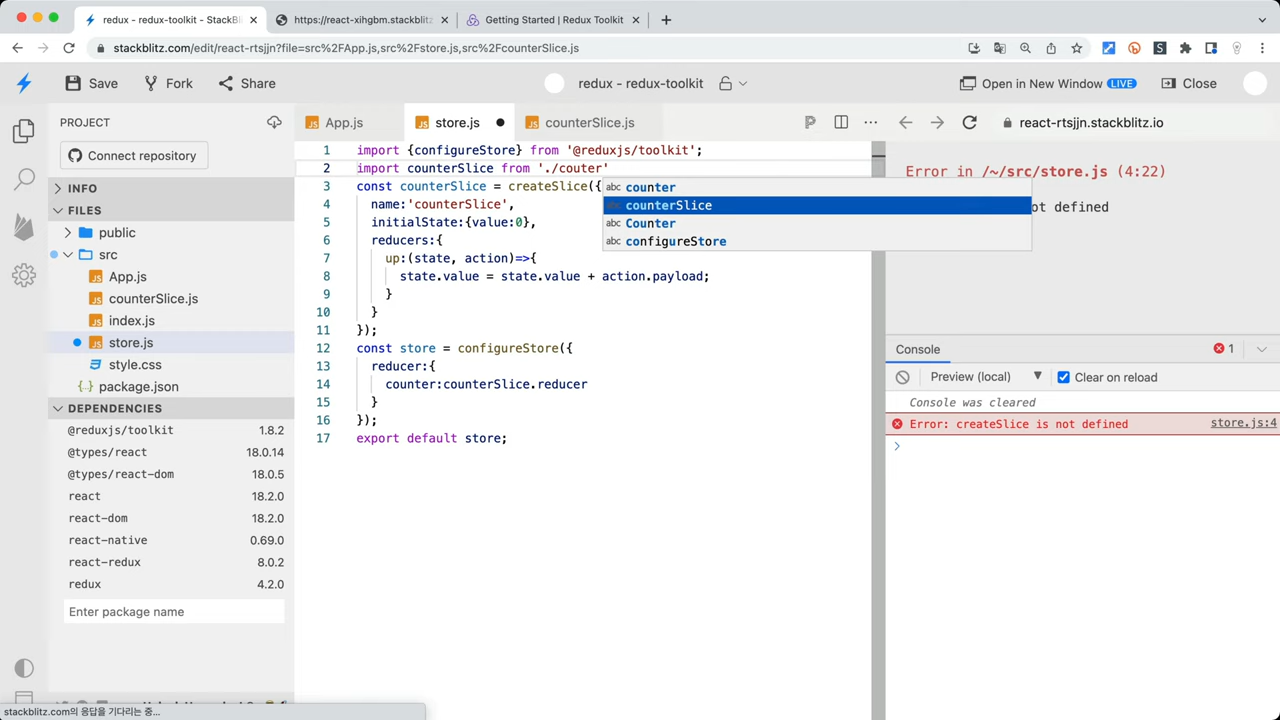 redux - redux-toolkit - StackBli
https://react-xihgbm.stackblitz.
Getting Started | Redux Toolkit
stackblitz.com/edit/react-rtsjjn?file=src%2FApp.js,src%2Fstore.js,src%2FcounterSlice.js
Save
Fork
Share
redux - redux-toolkit
Open in New Window
LIVE
Close
PROJECT
App.js
store.js
counterSlice.js
react-rtsjjn.stackblitz.io
Connect repository
INFO
FILES
public
src
App.js
counterSlice.js
index.js
store.js
style.css
package.json
DEPENDENCIES
@reduxjs/toolkit 1.8.2
@types/react 18.0.14
@types/react-dom 18.0.5
react 18.2.0
react-dom 18.2.0
react-native 0.69.0
react-redux 8.0.2
redux 4.2.0
Enter package name
1 import {configureStore} from '@reduxjs/toolkit';
2 import counterSlice from './couter'
3 const counterSlice = createSlice({
4 name:'counterSlice',
5 initialState:{value:0},
6 reducers:{
7 up:(state, action)=>{
8 state.value = state.value + action.payload;
9 }
10 }
11 });
12 const store = configureStore({
13 reducer:{
14 counter:counterSlice.reducer
15 }
16 });
17 export default store;
abc counter
abc counterSlice
abc Counter
abc configureStore
Error in /~/src/store.js (4:22)
ot defined
Console
1
Preview (local)
Clear on reload
Console was cleared
Error: createSlice is not defined
store.js:4
stackblitz.com의 응답을 기다리는 중...